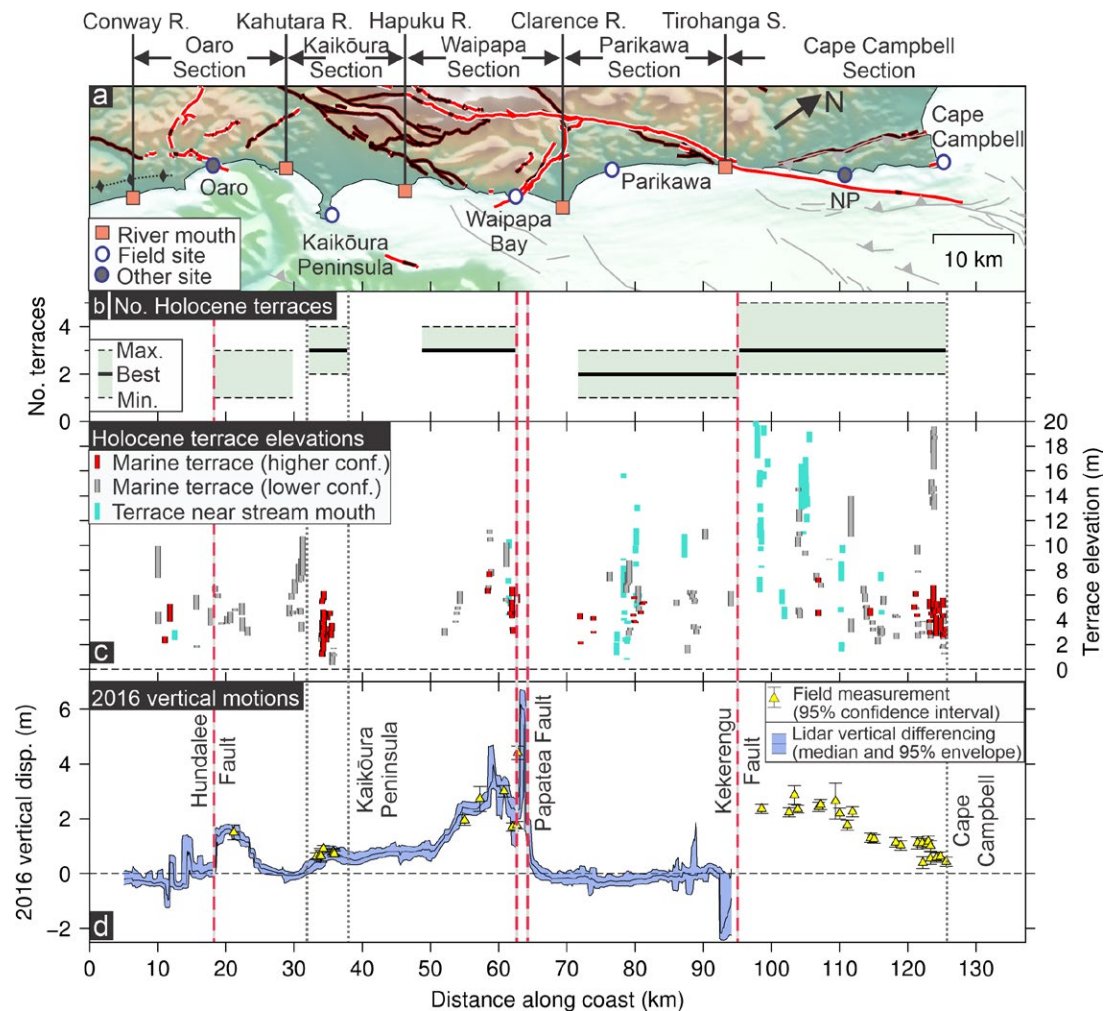 Conway R. Kahutara R. Hapuku R. Clarence R. Tirohanga S.
Oaro
Section
Kaikōura
Section
Waipapa
Section
Parikawa
Section
Cape Campbell
Section
a
N
Cape
Campbell
Oaro
Kaikōura
Peninsula
Waipapa
Bay
Parikawa
NP
River mouth
Field site
Other site
10 km
b No. Holocene terraces
Max.
Best
Min.
No. terraces
4
2
0
Holocene terrace elevations
Marine terrace (higher conf.)
Marine terrace (lower conf.)
Terrace near stream mouth
c
20
18
16
14
12
10
8
6
4
2
0
Terrace elevation (m)
2016 vertical motions
Field measurement
(95% confidence interval)
Lidar vertical differencing
(median and 95% envelope)
Hundalee
Fault
Kaikōura
Peninsula
Papatea Fault
Kekerengu
Fault
Cape
Campbell
2016 vertical disp. (m)
6
4
2
0
-2
d
0 10 20 30 40 50 60 70 80 90 100 110 120 130
Distance along coast (km)